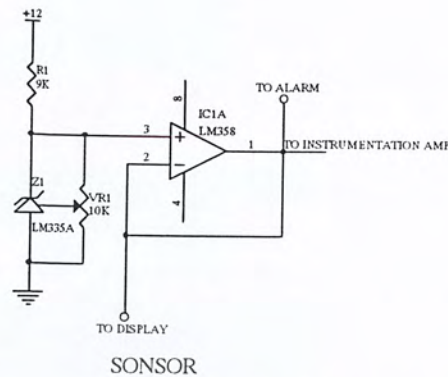 +12
R1
9K
8
IC1A
LM358
TO ALARM
3
+
2
-
1
TO INSTRUMENTATION AMP
4
Z1
VR1
10K
LM335A
TO DISPLAY
SONSOR